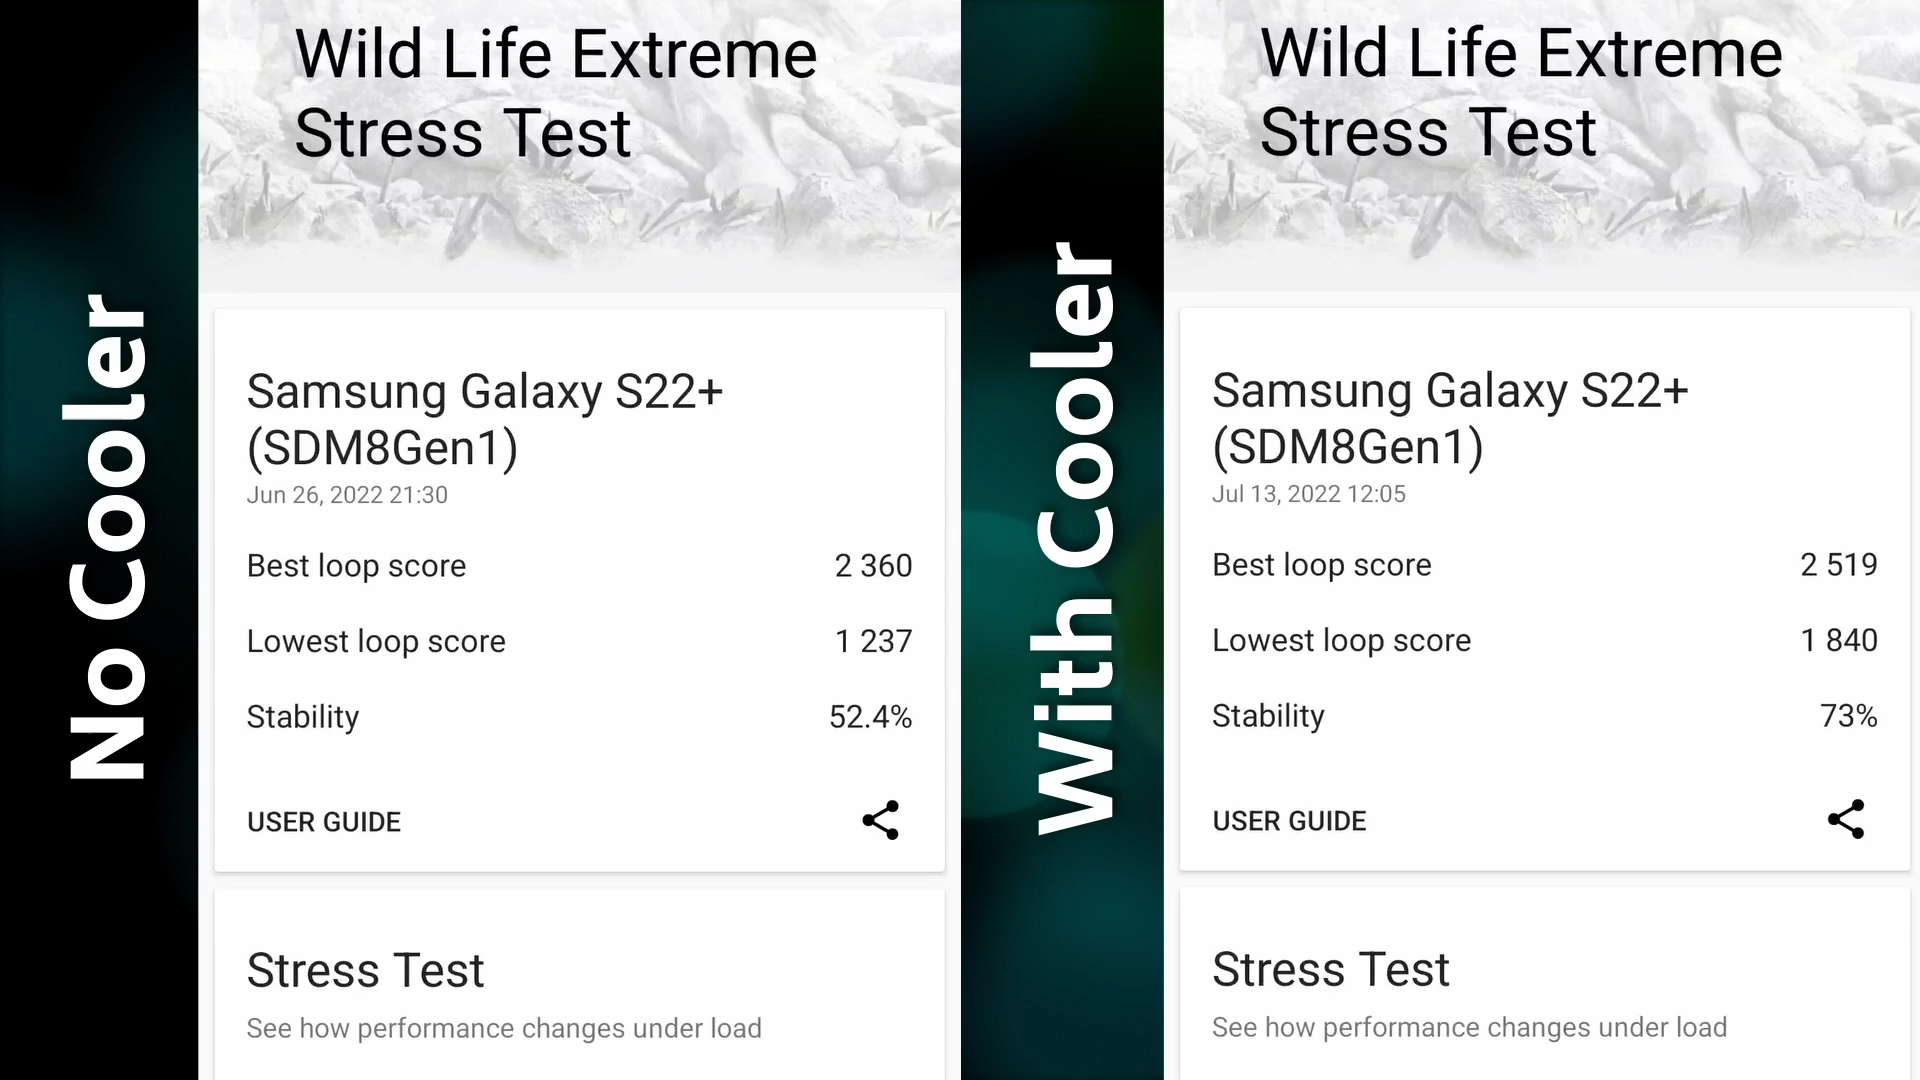 No Cooler
Wild Life Extreme
Stress Test
Samsung Galaxy S22+
(SDM8Gen1)
Jun 26, 2022 21:30
Best loop score 2 360
Lowest loop score 1 237
Stability 52.4%
USER GUIDE
Stress Test
See how performance changes under load
With Cooler
Wild Life Extreme
Stress Test
Samsung Galaxy S22+
(SDM8Gen1)
Jul 13, 2022 12:05
Best loop score 2 519
Lowest loop score 1 840
Stability 73%
USER GUIDE
Stress Test
See how performance changes under load